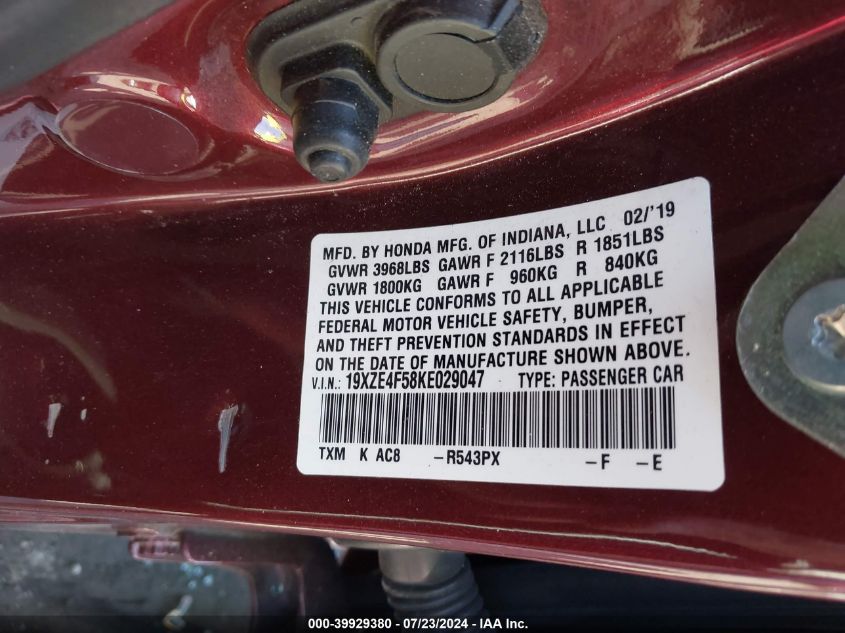 MFD. BY HONDA MFG. OF INDIANA, LLC 02/'19
GVWR 3968LBS GAWR F 2116LBS R 1851LBS
GVWR 1800KG GAWR F 960KG R 840KG
THIS VEHICLE CONFORMS TO ALL APPLICABLE
FEDERAL MOTOR VEHICLE SAFETY, BUMPER,
AND THEFT PREVENTION STANDARDS IN EFFECT
ON THE DATE OF MANUFACTURE SHOWN ABOVE.
V.I.N.: 19XZE4F58KE029047 TYPE: PASSENGER CAR
TXM K AC8 -R543PX -F -E
000-39929380 - 07/23/2024 - IAAI, Inc.